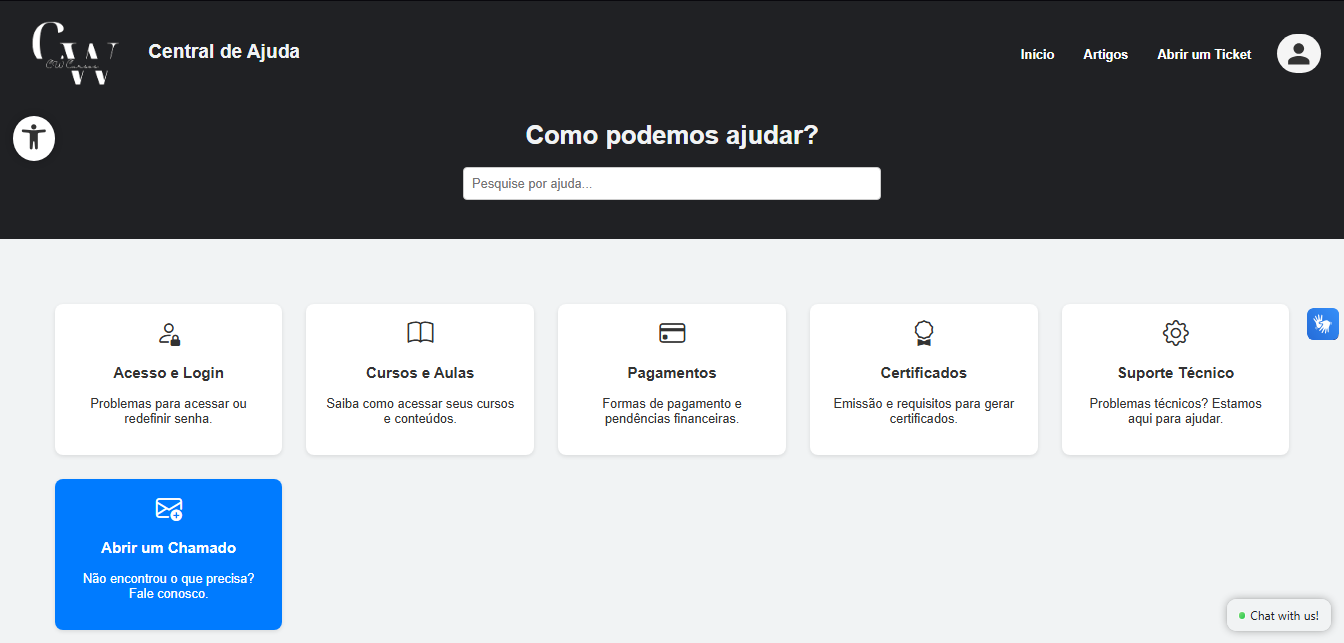 CW
CWCursos
Central de Ajuda
Início
Artigos
Abrir um Ticket
Como podemos ajudar?
Pesquise por ajuda...
Acesso e Login
Problemas para acessar ou
redefinir senha.
Cursos e Aulas
Saiba como acessar seus cursos
e conteúdos.
Pagamentos
Formas de pagamento e
pendências financeiras.
Certificados
Emissão e requisitos para gerar
certificados.
Suporte Técnico
Problemas técnicos? Estamos
aqui para ajudar.
Abrir um Chamado
Não encontrou o que precisa?
Fale conosco.
Chat with us!